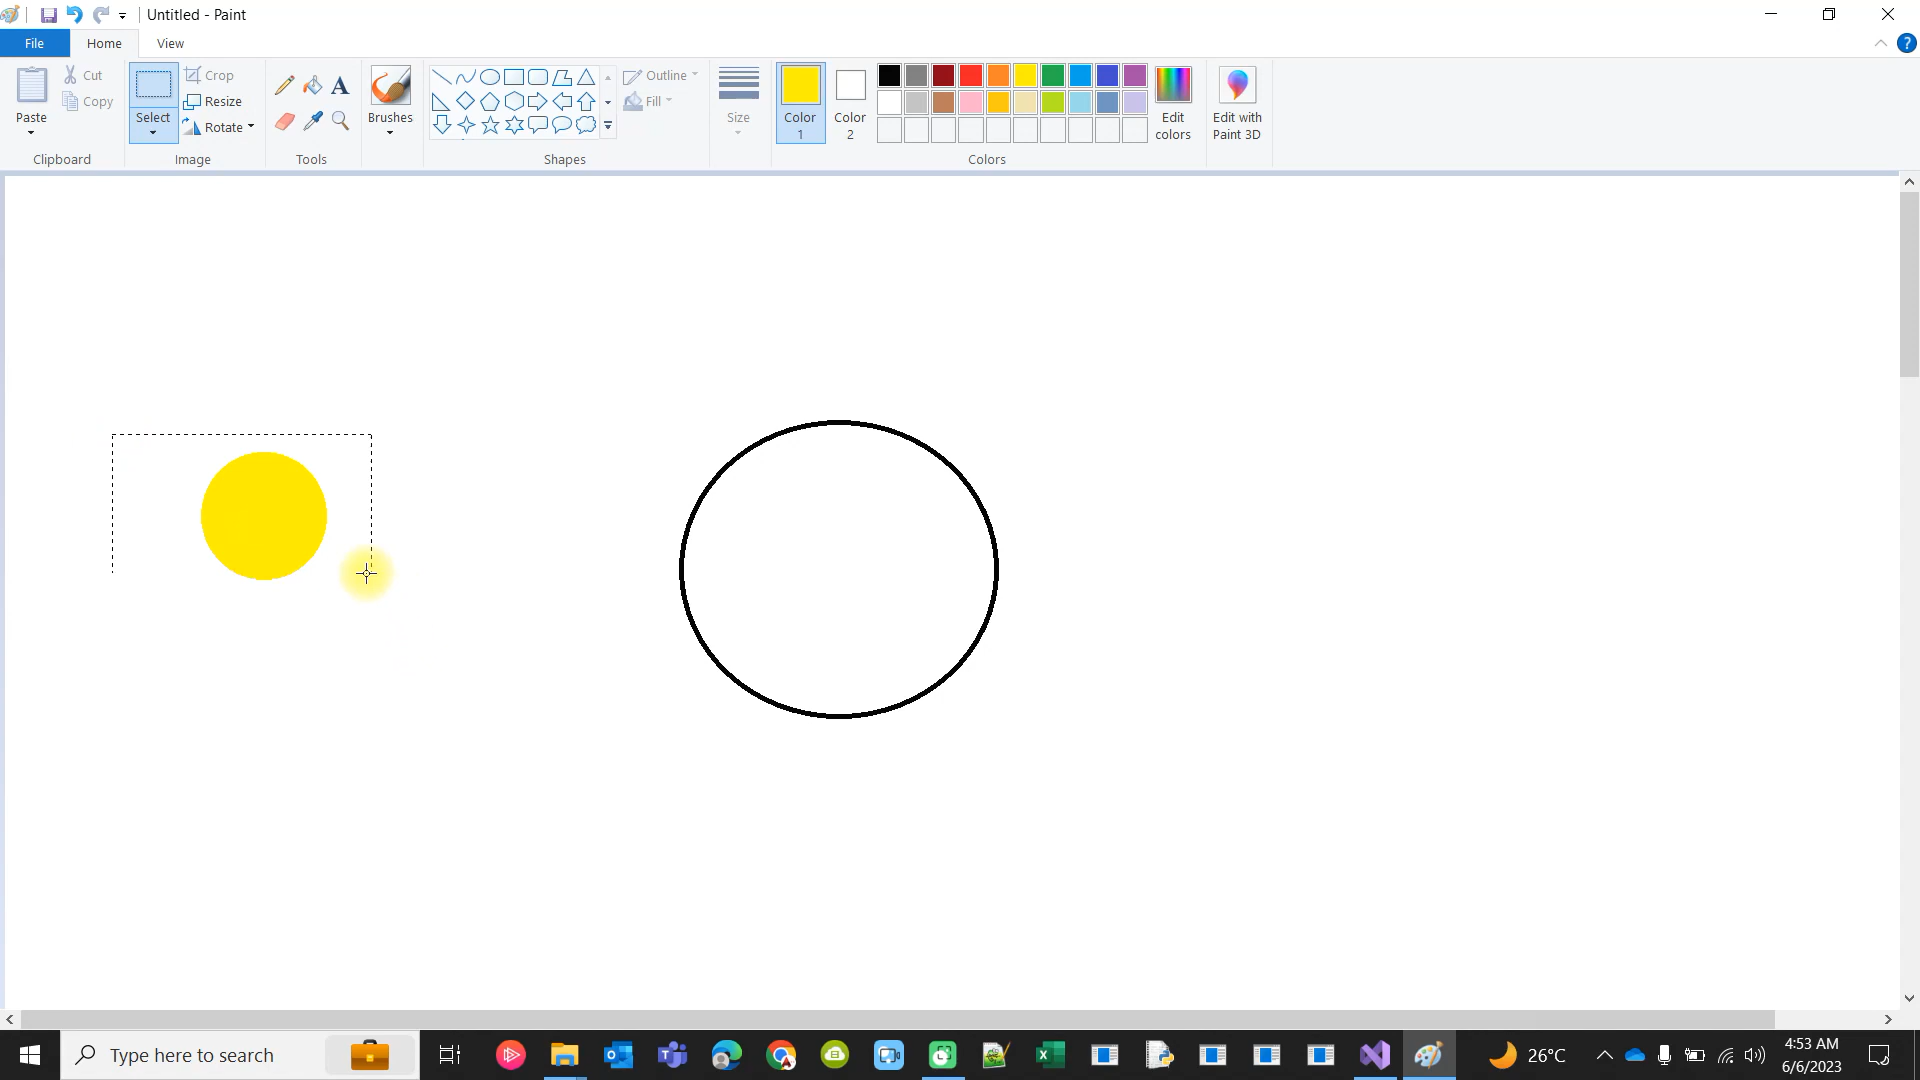 Untitled - Paint
File Home View
Paste
Cut
Copy
Clipboard
Select
Crop
Resize
Rotate
Image
A
Tools
Brushes
Outline
Fill
Shapes
Size
Color 1
Color 2
Edit colors
Colors
Edit with Paint 3D
Type here to search
26°C
4:53 AM
6/6/2023